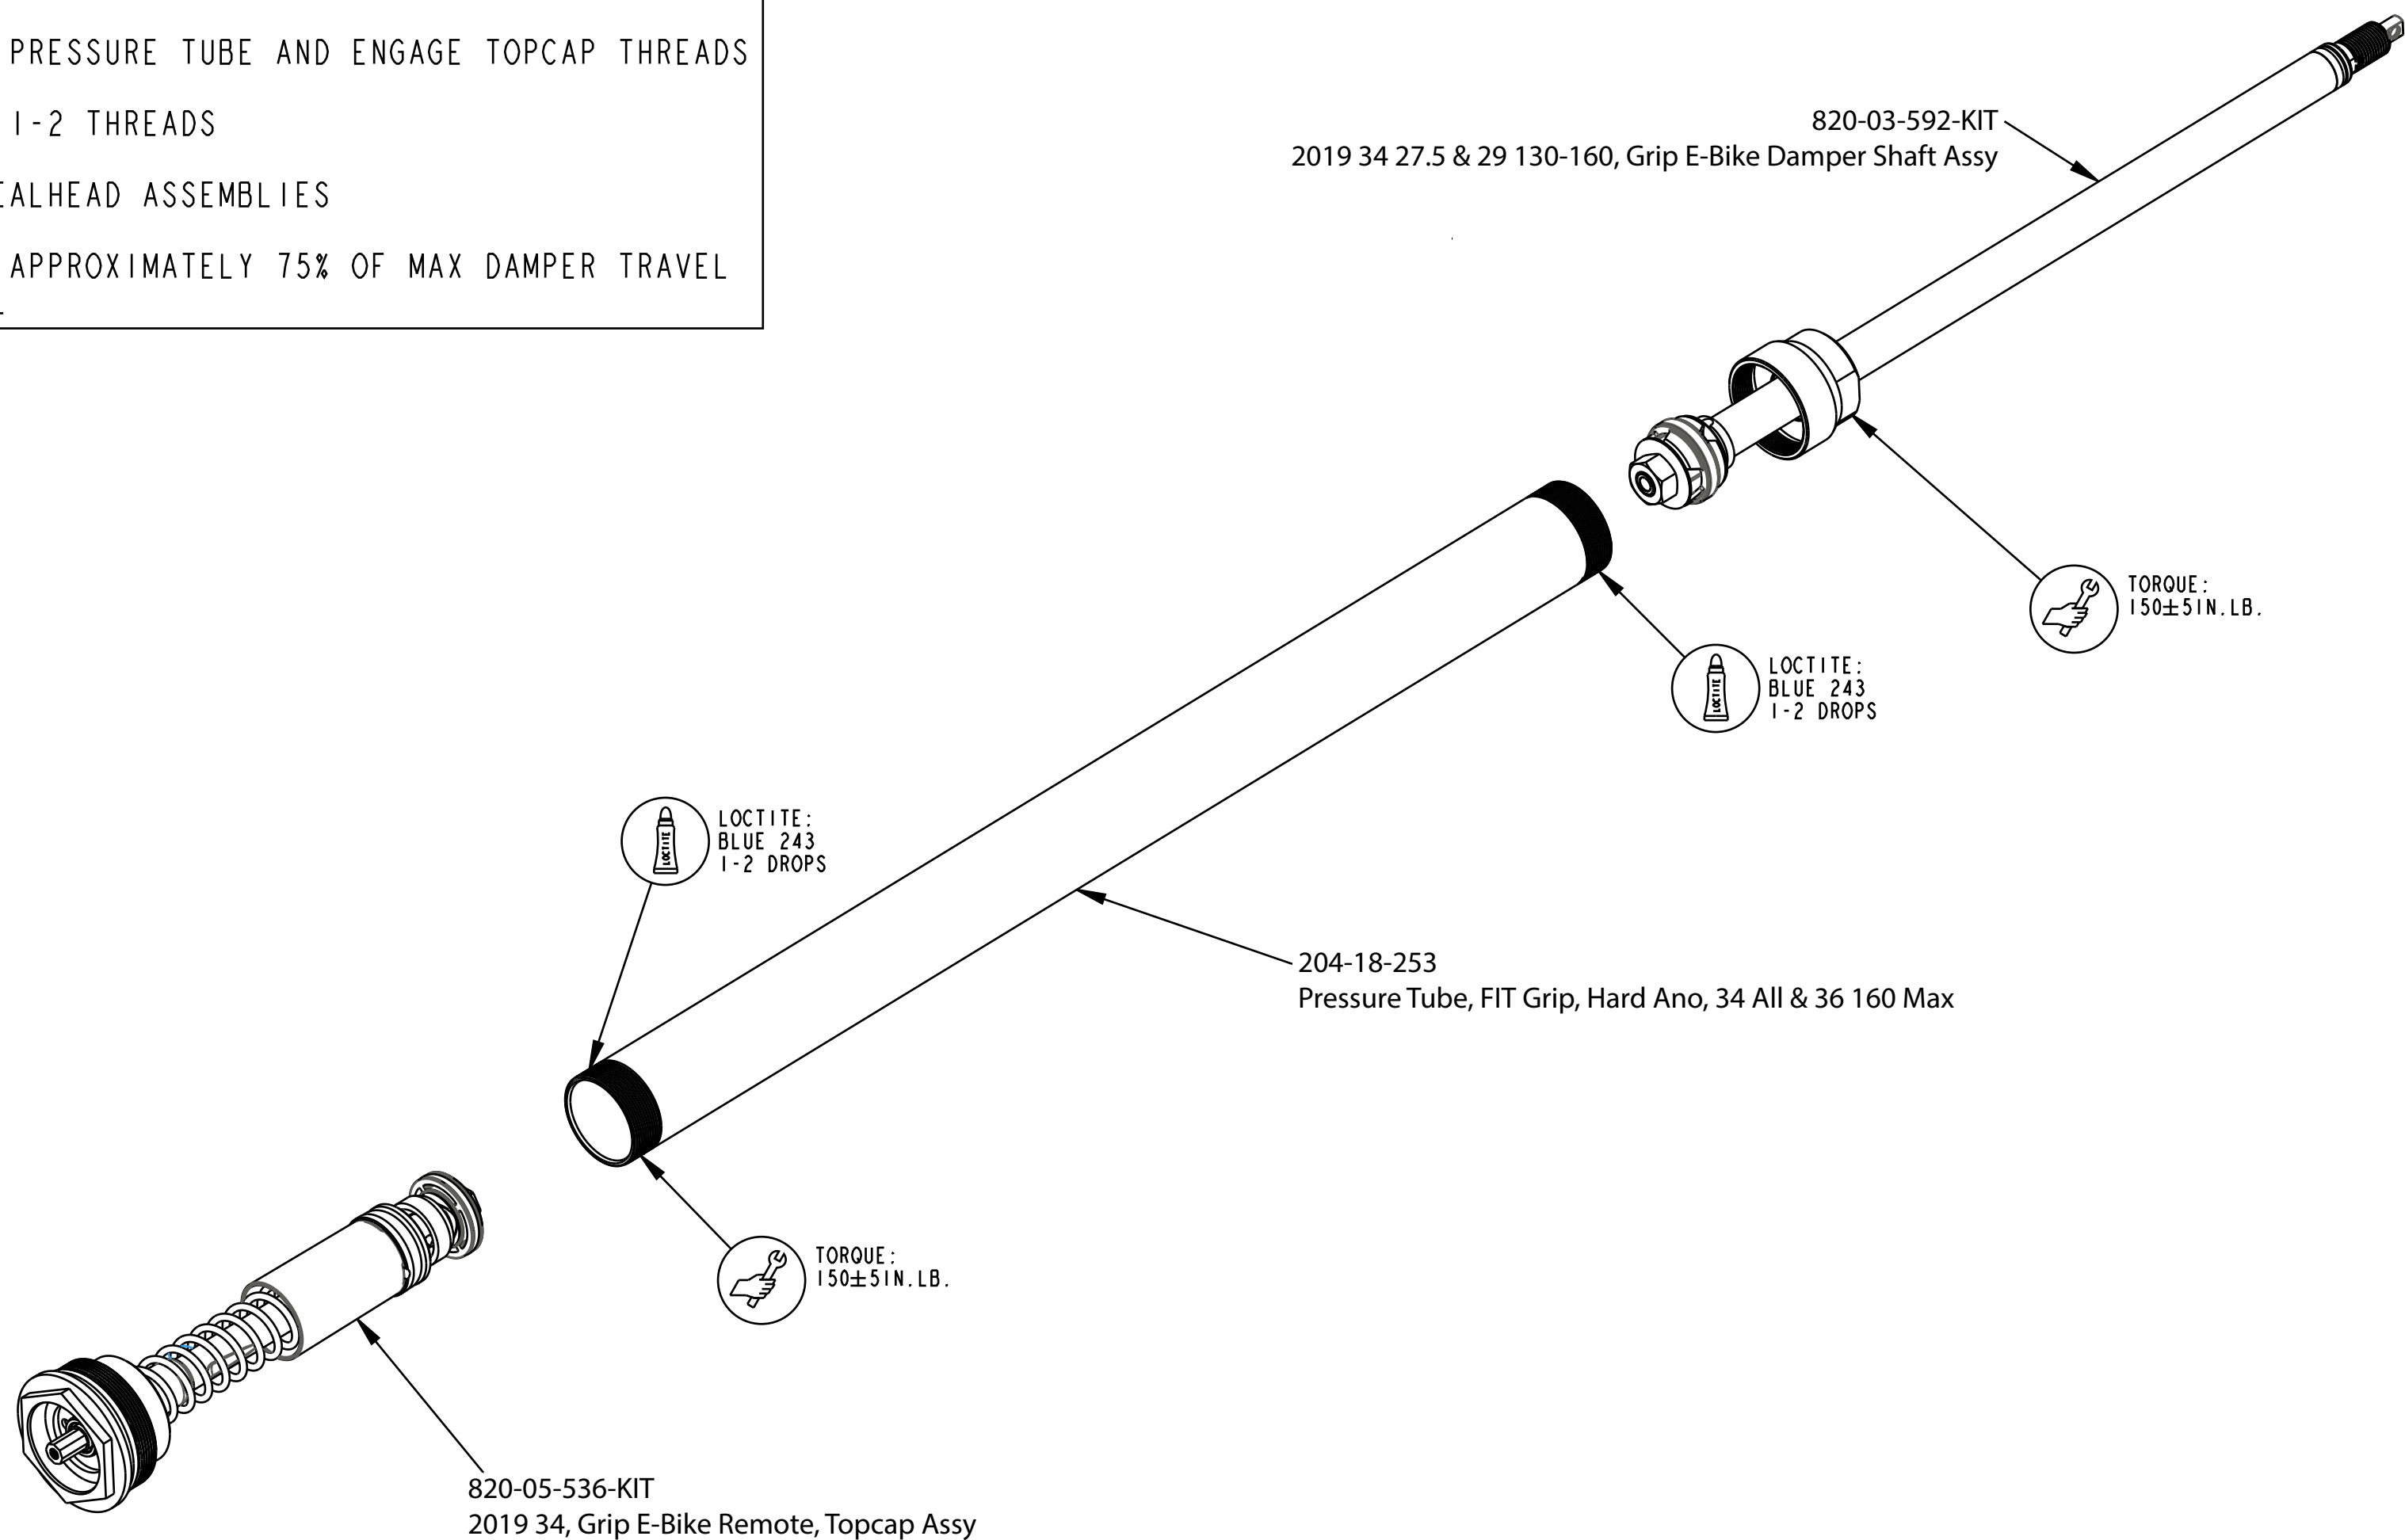 PRESSURE TUBE AND ENGAGE TOPCAP THREADS
1-2 THREADS
EALHEAD ASSEMBLIES
APPROXIMATELY 75% OF MAX DAMPER TRAVEL
820-03-592-KIT
2019 34 27.5 & 29 130-160, Grip E-Bike Damper Shaft Assy
TORQUE:
150±5IN.LB.
LOCTITE
LOCTITE:
BLUE 243
1-2 DROPS
LOCTITE
LOCTITE:
BLUE 243
1-2 DROPS
204-18-253
Pressure Tube, FIT Grip, Hard Ano, 34 All & 36 160 Max
TORQUE:
150±5IN.LB.
820-05-536-KIT
2019 34, Grip E-Bike Remote, Topcap Assy